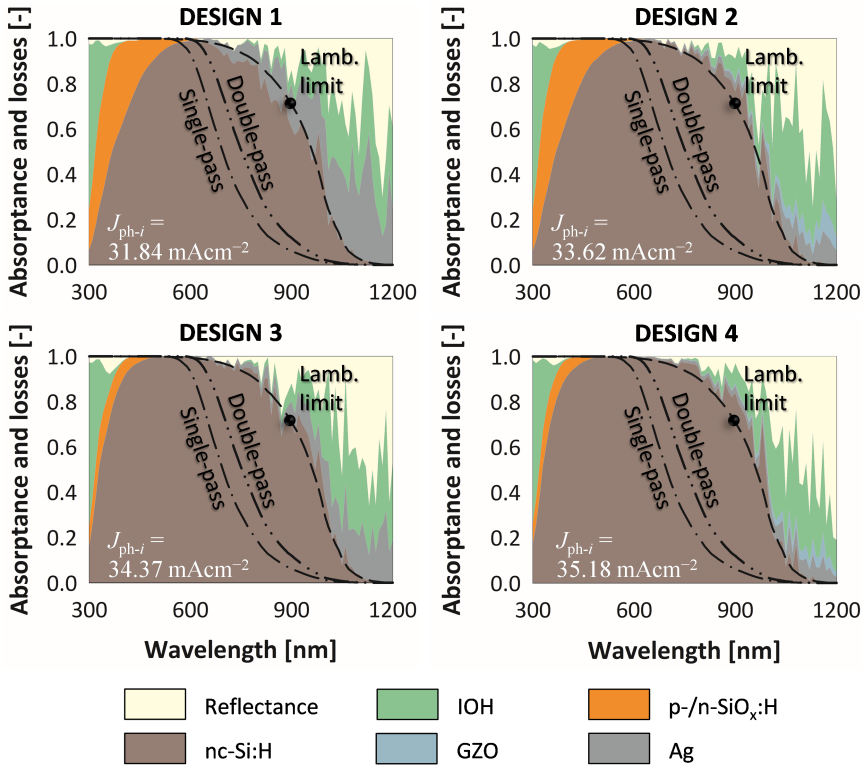 DESIGN 1
DESIGN 2
Absorptance and losses [-]
1.0
0.8
0.6
0.4
0.2
0.0
300
600
900
1200
Lamb.
limit
Single-pass
Double-pass
Jph-i =
31.84 mAcm−2
Absorptance and losses [-]
1.0
0.8
0.6
0.4
0.2
0.0
300
600
900
1200
Lamb.
limit
Single-pass
Double-pass
Jph-i =
33.62 mAcm−2
DESIGN 3
DESIGN 4
Absorptance and losses [-]
1.0
0.8
0.6
0.4
0.2
0.0
300
600
900
1200
Lamb.
limit
Single-pass
Double-pass
Jph-i =
34.37 mAcm−2
Wavelength [nm]
Absorptance and losses [-]
1.0
0.8
0.6
0.4
0.2
0.0
300
600
900
1200
Lamb.
limit
Single-pass
Double-pass
Jph-i =
35.18 mAcm−2
Wavelength [nm]
Reflectance
IOH
p-/n-SiOx:H
nc-Si:H
GZO
Ag